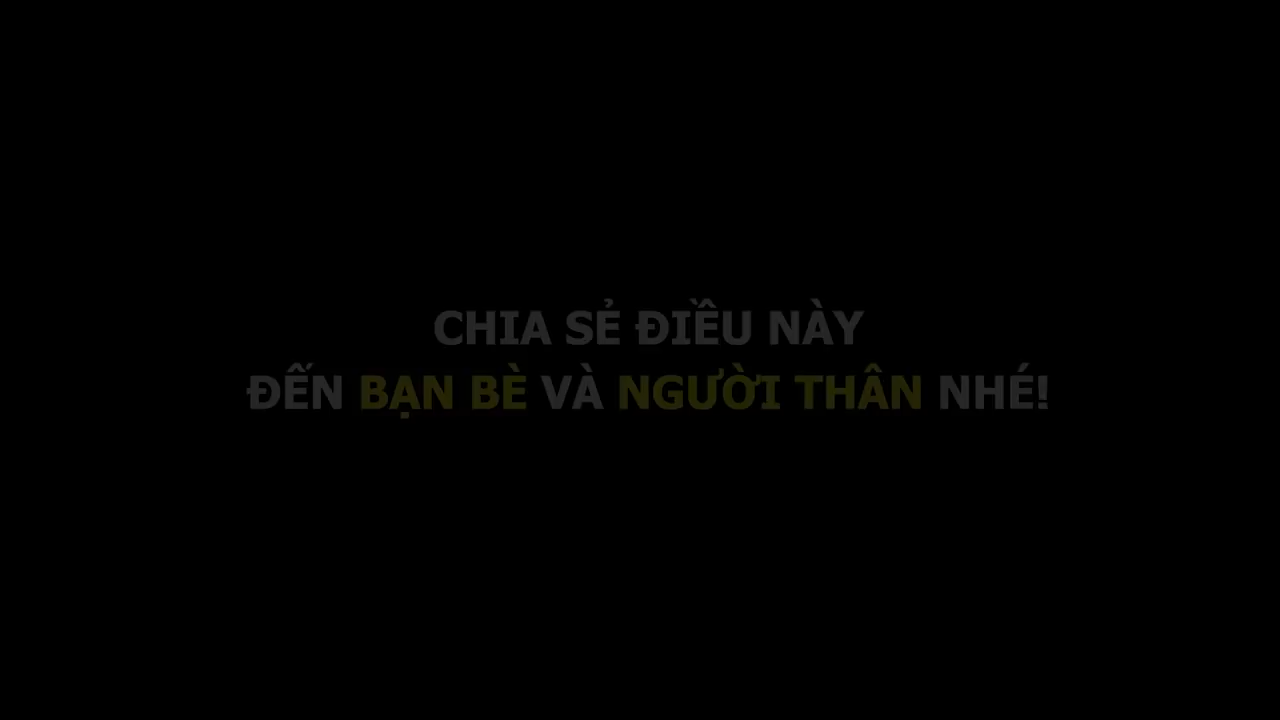 CHIA SẺ ĐIỀU NÀY
ĐẾN BẠN BÈ VÀ NGƯỜI THÂN NHÉ!